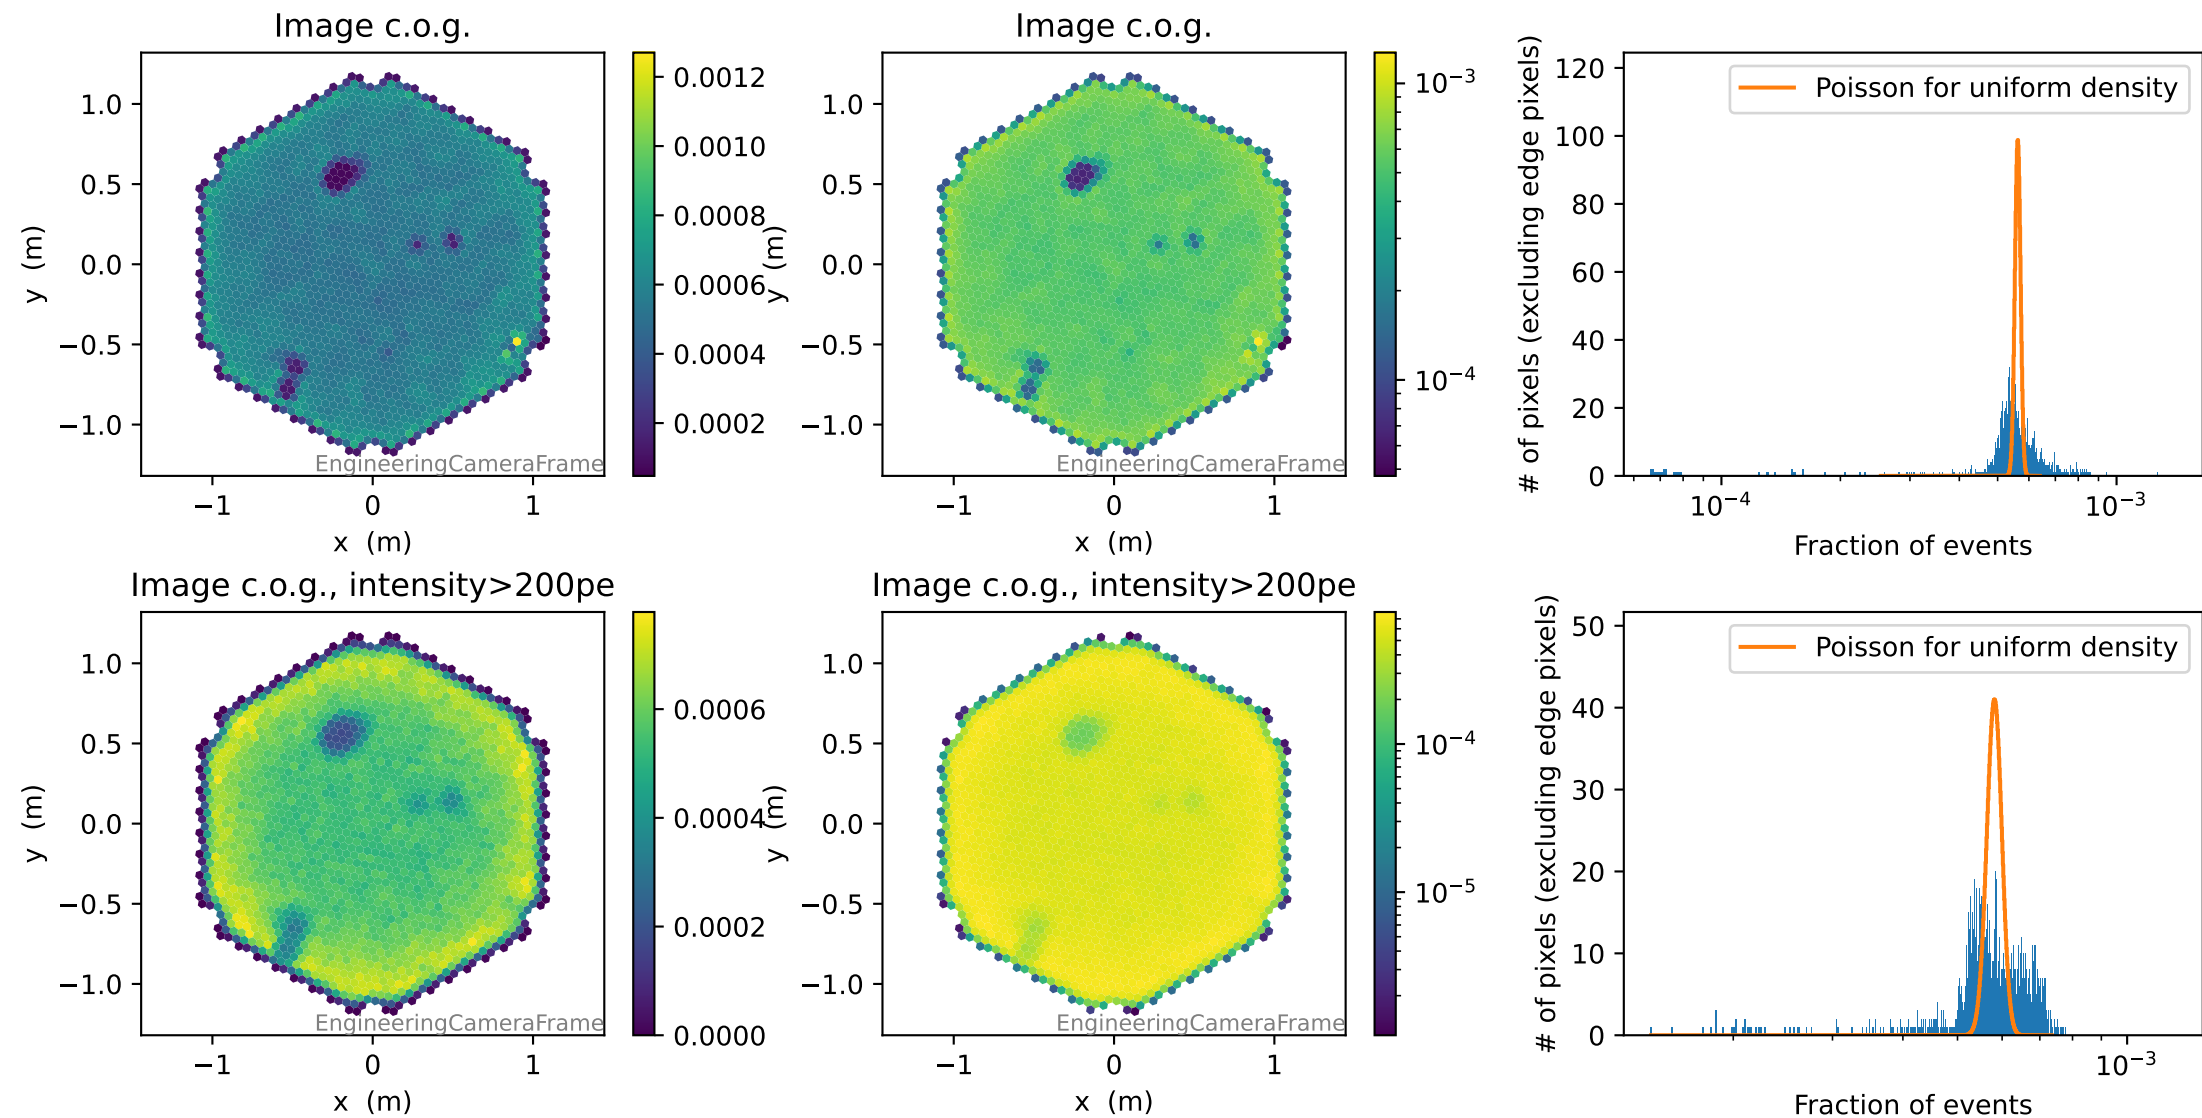 Image c.o.g.
1.0
0.5
0.0
−0.5
−1.0
y (m)
−1
0
1
x (m)
EngineeringCameraFrame
0.0012
0.0010
0.0008
0.0006
0.0004
0.0002
Image c.o.g.
1.0
0.5
0.0
−0.5
−1.0
y (m)
−1
0
1
x (m)
EngineeringCameraFrame
10⁻³
10⁻⁴
Poisson for uniform density
120
100
80
60
40
20
0
# of pixels (excluding edge pixels)
10⁻⁴
10⁻³
Fraction of events
Image c.o.g., intensity>200pe
1.0
0.5
0.0
−0.5
−1.0
y (m)
−1
0
1
x (m)
EngineeringCameraFrame
0.0006
0.0004
0.0002
0.0000
Image c.o.g., intensity>200pe
1.0
0.5
0.0
−0.5
−1.0
y (m)
−1
0
1
x (m)
EngineeringCameraFrame
10⁻⁴
10⁻⁵
Poisson for uniform density
50
40
30
20
10
0
# of pixels (excluding edge pixels)
10⁻³
Fraction of events